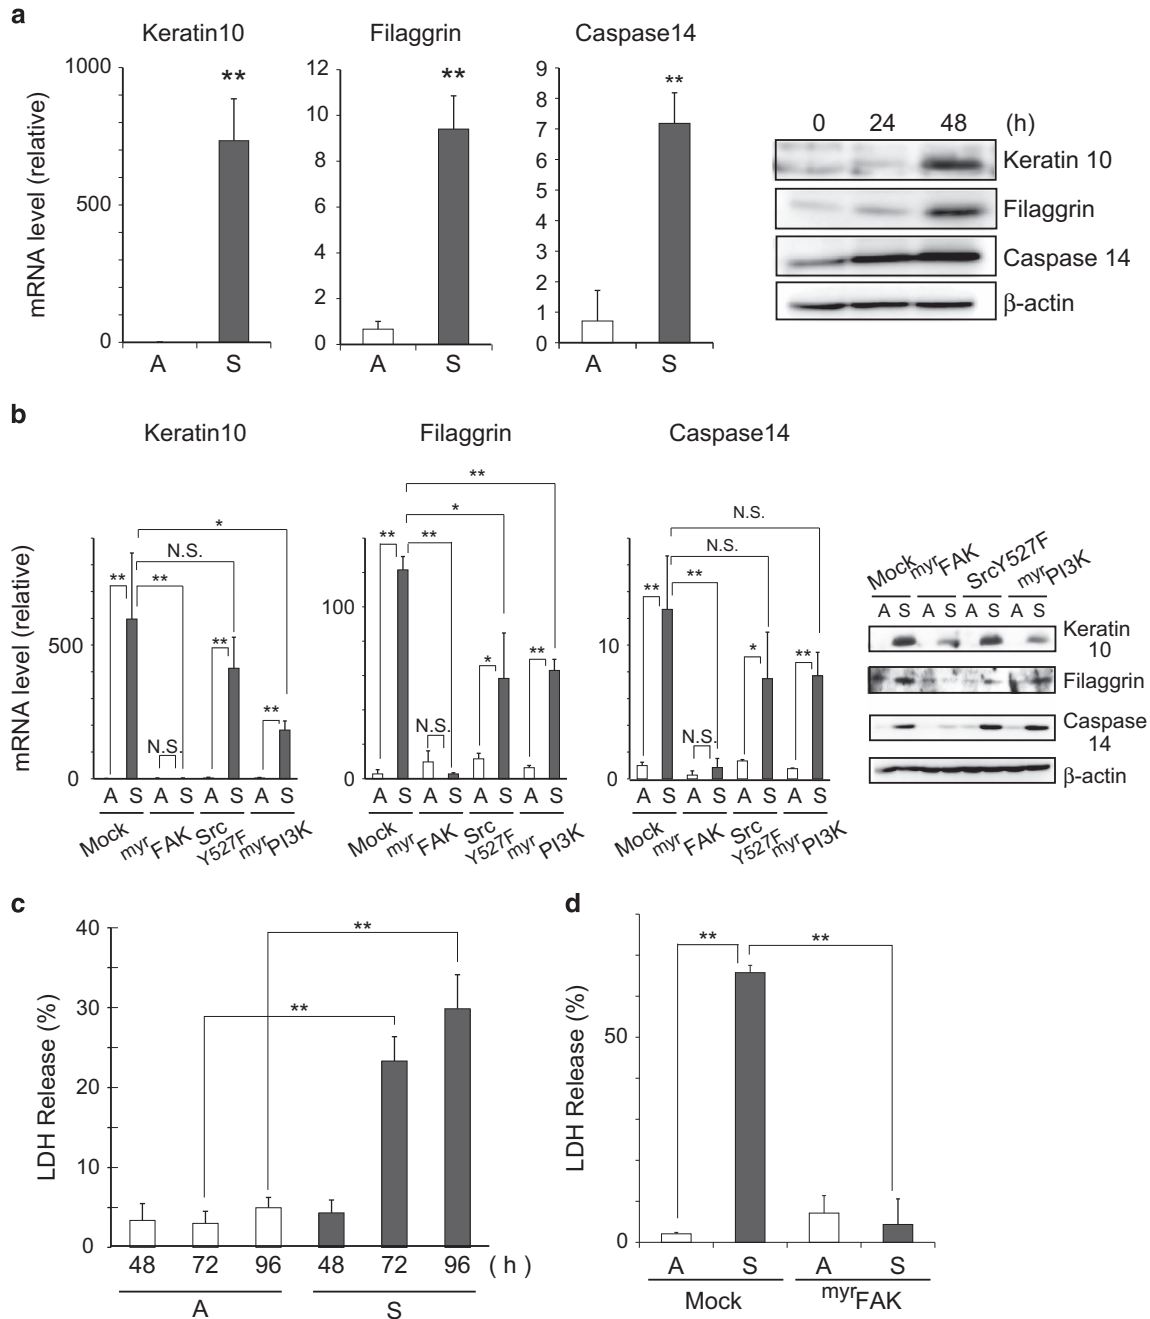 a
Keratin10
Filaggrin
Caspase14
mRNA level (relative)
1000
500
0
**
A S
12
10
8
6
4
2
0
**
A S
9
8
7
6
5
4
3
2
1
0
**
A S
0 24 48 (h)
Keratin 10
Filaggrin
Caspase 14
β-actin
b
Keratin10
Filaggrin
Caspase14
mRNA level (relative)
500
0
*
N.S.
** **
**
N.S.
**
A S A S A S A S
Mock myrFAK Src Y527F myrPI3K
100
0
**
*
** **
*
**
N.S.
A S A S A S A S
Mock myrFAK Src Y527F myrPI3K
10
0
N.S.
N.S.
** **
*
**
N.S.
A S A S A S A S
Mock myrFAK Src Y527F myrPI3K
Mock myrFAK SrcY527F myrPI3K
A S A S A S A S
Keratin
10
Filaggrin
Caspase
14
β-actin
c
LDH Release (%)
40
30
20
10
0
**
**
48 72 96 48 72 96 ( h )
A S
d
LDH Release (%)
50
0
** **
A S A S
Mock myrFAK